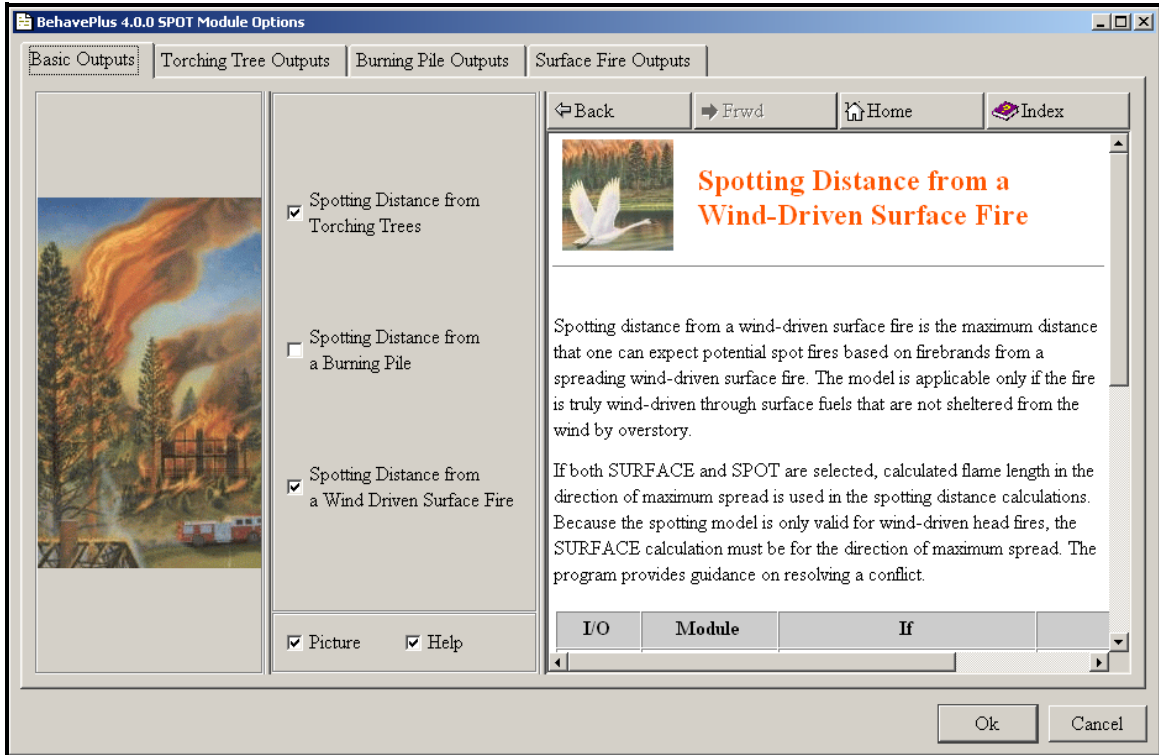 BehavePlus 4.0.0 SPOT Module Options
Basic Outputs
Torching Tree Outputs
Burning Pile Outputs
Surface Fire Outputs
Spotting Distance from
Torching Trees
Spotting Distance from
a Burning Pile
Spotting Distance from
a Wind Driven Surface Fire
Picture
Help
Back
Frwd
Home
Index
Spotting Distance from a
Wind-Driven Surface Fire
Spotting distance from a wind-driven surface fire is the maximum distance
that one can expect potential spot fires based on firebrands from a
spreading wind-driven surface fire. The model is applicable only if the fire
is truly wind-driven through surface fuels that are not sheltered from the
wind by overstory.
If both SURFACE and SPOT are selected, calculated flame length in the
direction of maximum spread is used in the spotting distance calculations.
Because the spotting model is only valid for wind-driven head fires, the
SURFACE calculation must be for the direction of maximum spread. The
program provides guidance on resolving a conflict.
I/O
Module
If
Ok
Cancel